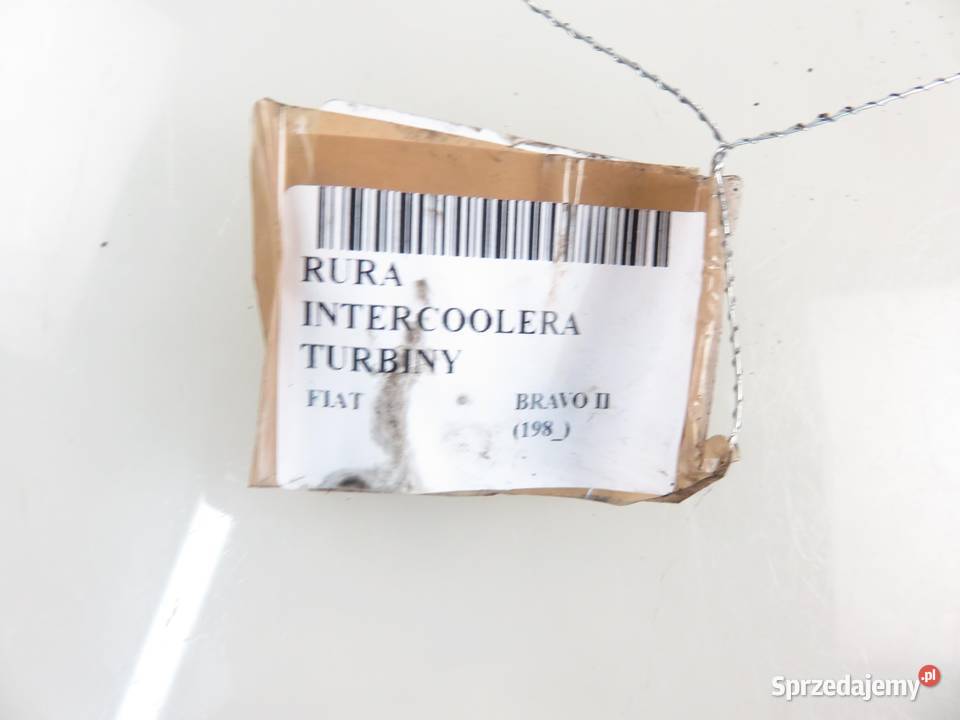 RURA
INTERCOOLERA
TURBINY
FIAT BRAVO II
(198_)
Sprzedajemy.pl